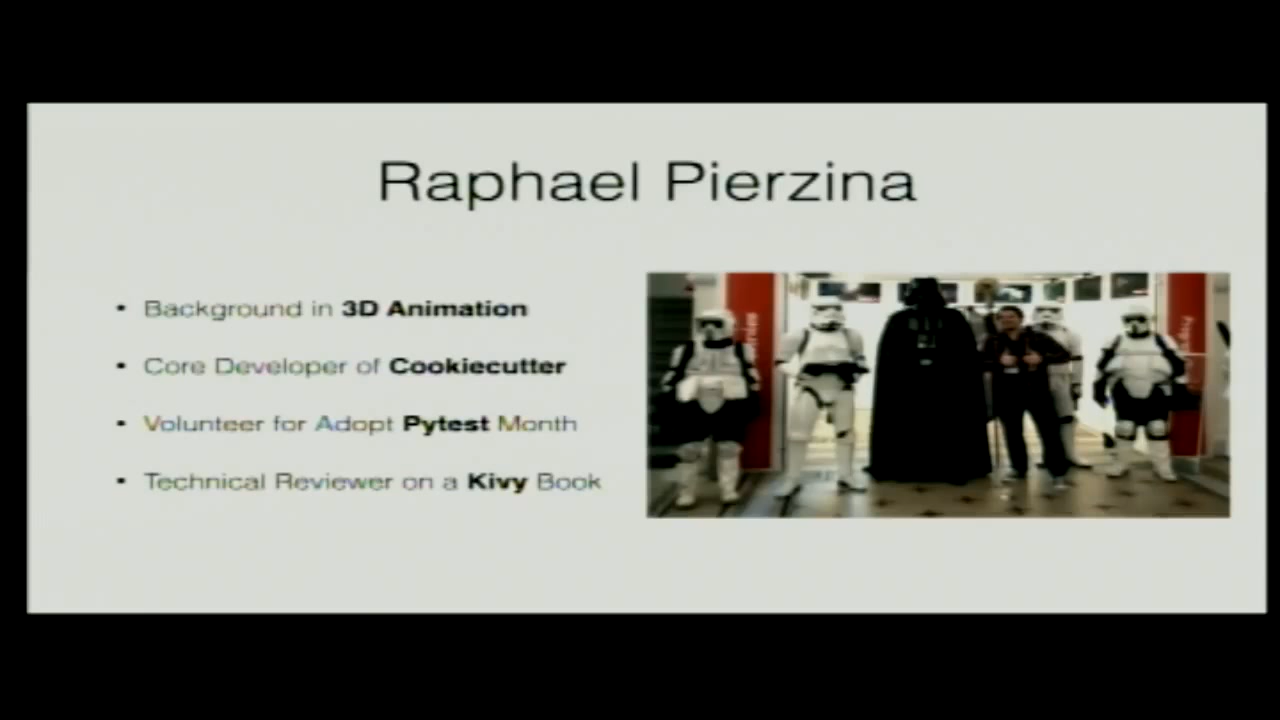 Raphael Pierzina
• Background in 3D Animation
• Core Developer of Cookiecutter
• Volunteer for Adopt Pytest Month
• Technical Reviewer on a Kivy Book